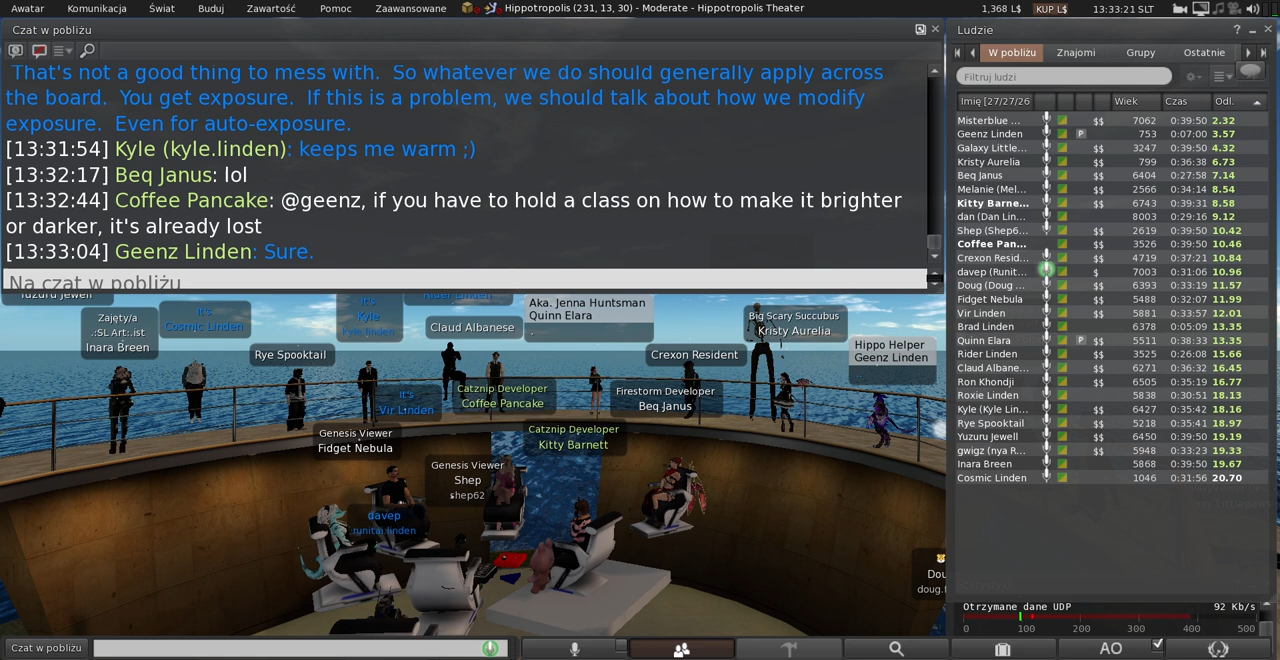 Awatar Komunikacja Świat Buduj Zawartość Pomoc Zaawansowane Hippotropolis (231, 13, 30) - Moderate - Hippotropolis Theater 1,368 L$ KUP L$ 13:33:21 SLT
Czat w pobliżu
That's not a good thing to mess with. So whatever we do should generally apply across
the board. You get exposure. If this is a problem, we should talk about how we modify
exposure. Even for auto-exposure.
[13:31:54] Kyle (kyle.linden): keeps me warm ;)
[13:32:17] Beq Janus: lol
[13:32:44] Coffee Pancake: @geenz, if you have to hold a class on how to make it brighter
or darker, it's already lost
[13:33:04] Geenz Linden: Sure.
Na czat w pobliżu
Yuzuru Jewell
Zajęty/a
.:SL Art:.ist
Inara Breen
it's
Cosmic Linden
it's
Kyle
kyle.linden
Rider Linden
Claud Albanese
Aka. Jenna Huntsman
Quinn Elara
.
Big Scary Succubus
Kristy Aurelia
Hippo Helper
Geenz Linden
Rye Spooktail
Crexon Resident
it's
Vir Linden
Catznip Developer
Coffee Pancake
Firestorm Developer
Beq Janus
Genesis Viewer
Fidget Nebula
Catznip Developer
Kitty Barnett
Genesis Viewer
Shep
shep62
davep
runitai.linden
Dou
doug.
Ludzie
W pobliżu Znajomi Grupy Ostatnie
Filtruj ludzi
Imię [27/27/26 Wiek Czas Odl.
Misterblue ... $$ 7062 0:39:50 2.32
Geenz Linden P 753 0:07:00 3.57
Galaxy Little... $$ 3247 0:39:50 4.32
Kristy Aurelia $$ 799 0:36:38 6.73
Beq Janus $$ 6404 0:27:58 7.14
Melanie (Mel... $$ 2566 0:34:14 8.54
Kitty Barne... $$ 6743 0:39:31 8.58
dan (Dan Lin... 8003 0:29:16 9.12
Shep (Shep6... $$ 2619 0:39:50 10.42
Coffee Pan... $$ 3526 0:39:50 10.46
Crexon Resid... $$ 4719 0:37:21 10.84
davep (Runit... $ 7003 0:31:06 10.96
Doug (Doug ... $$ 6393 0:33:19 11.57
Fidget Nebula $$ 5488 0:32:07 11.99
Vir Linden $$ 5881 0:33:57 12.01
Brad Linden 6378 0:05:09 13.35
Quinn Elara P $$ 5511 0:38:33 13.35
Rider Linden $$ 3525 0:26:08 15.66
Claud Albane... $$ 6271 0:36:32 16.45
Ron Khondji $$ 6505 0:35:19 16.77
Roxie Linden 5838 0:30:51 18.13
Kyle (Kyle Lin... $$ 6427 0:35:42 18.16
Rye Spooktail $$ 5218 0:35:41 18.97
Yuzuru Jewell $$ 6450 0:39:50 19.19
gwigz (nya R... $$ 5948 0:33:23 19.33
Inara Breen 5868 0:39:50 19.67
Cosmic Linden 1046 0:31:56 20.70
Otrzymane dane UDP 92 Kb/s
0 100 200 300 400 500
Czat w pobliżu
AO